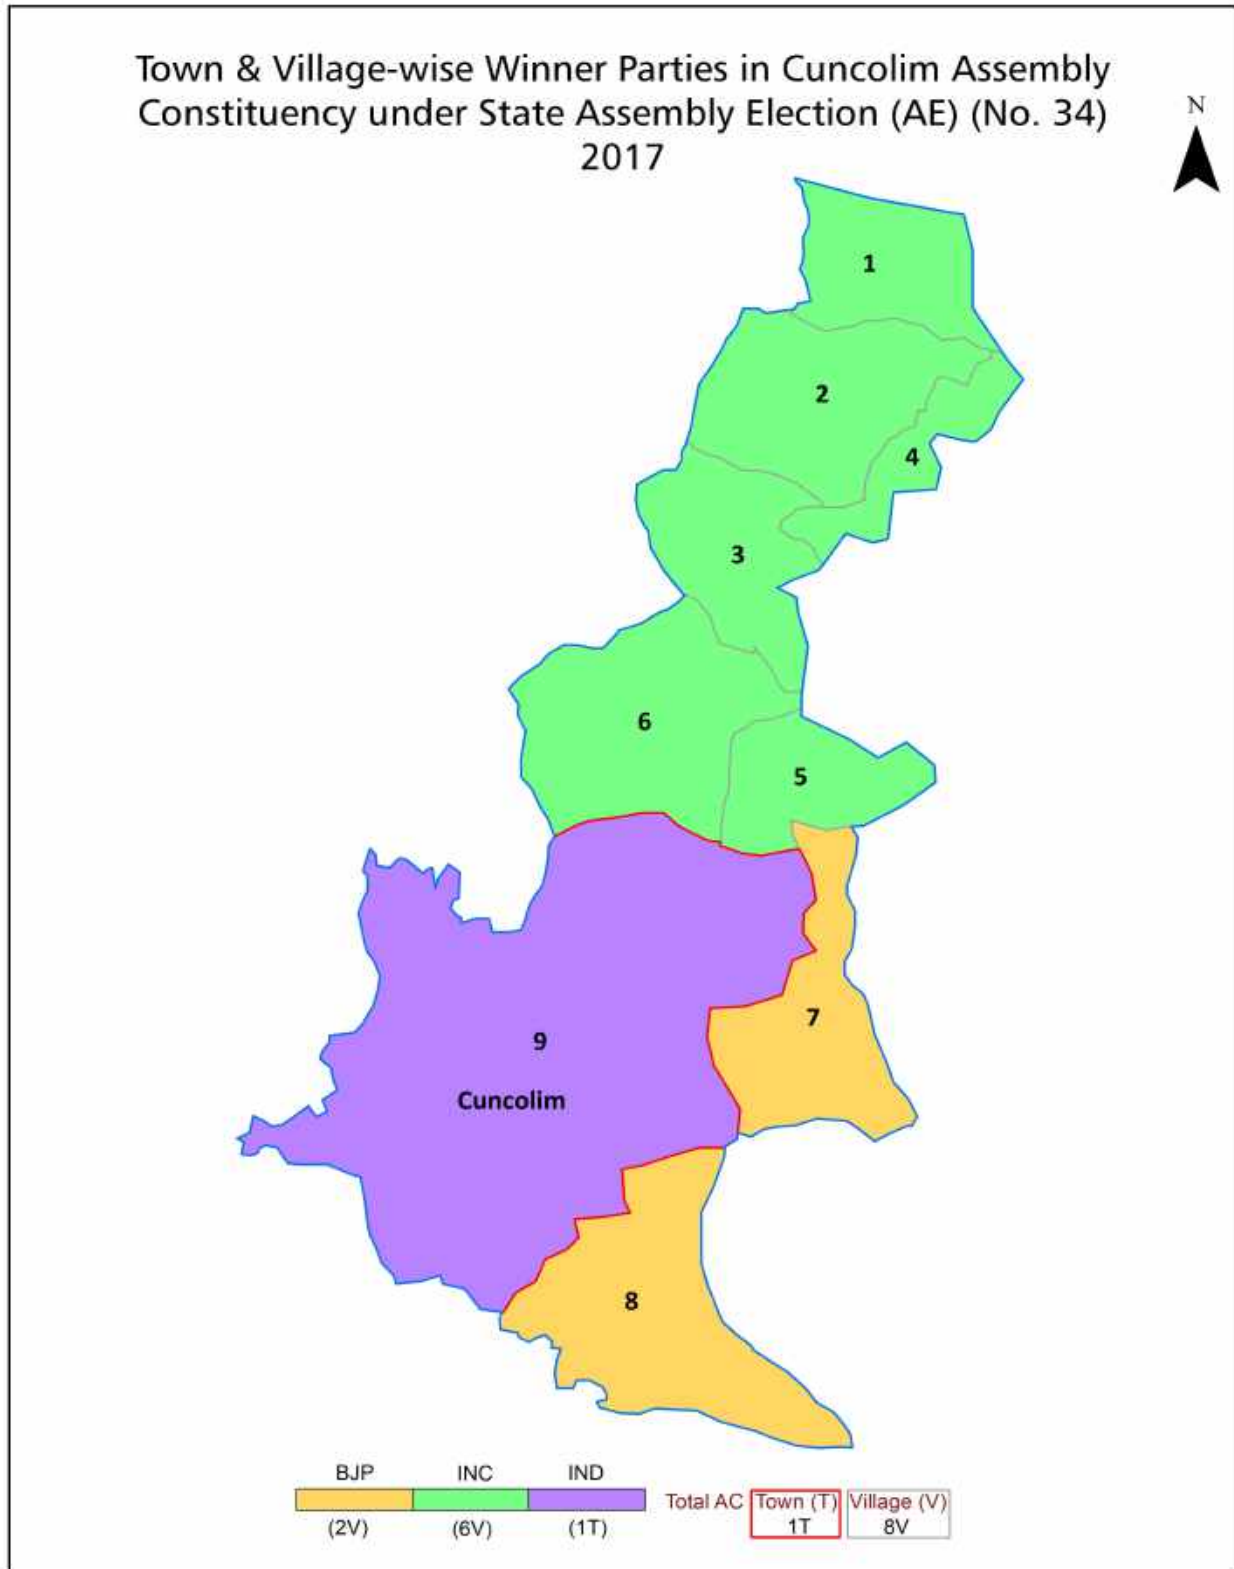 Town & Village-wise Winner Parties in Cuncolim Assembly
Constituency under State Assembly Election (AE) (No. 34)
2017
N
1
2
4
3
6
5
7
9
Cuncolim
8
BJP INC IND
Total AC Town (T) Village (V)
(2V) (6V) (1T) 1T 8V